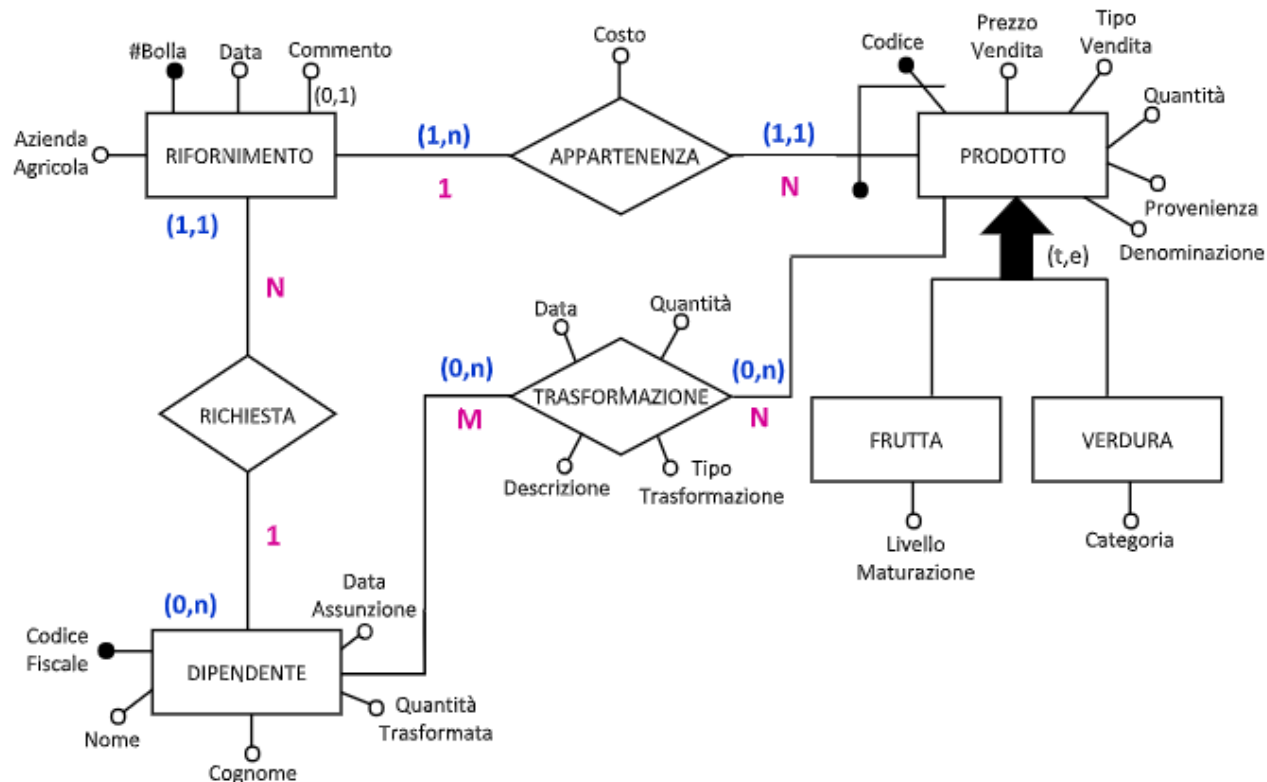 Tipo
Vendita
Prezzo
Vendita
Costo
Codice
#Bolla
Data
Commento
(0,1)
Quantità
Azienda
Agricola
RIFORNIMENTO
(1,n)
1
APPARTENENZA
(1,1)
N
PRODOTTO
Provenienza
Denominazione
(t,e)
(1,1)
N
Data
Quantità
(0,n)
M
TRASFORMAZIONE
(0,n)
N
Descrizione
Tipo
Trasformazione
RICHIESTA
FRUTTA
VERDURA
Livello
Maturazione
Categoria
1
(0,n)
Data
Assunzione
Codice
Fiscale
DIPENDENTE
Quantità
Trasformata
Nome
Cognome